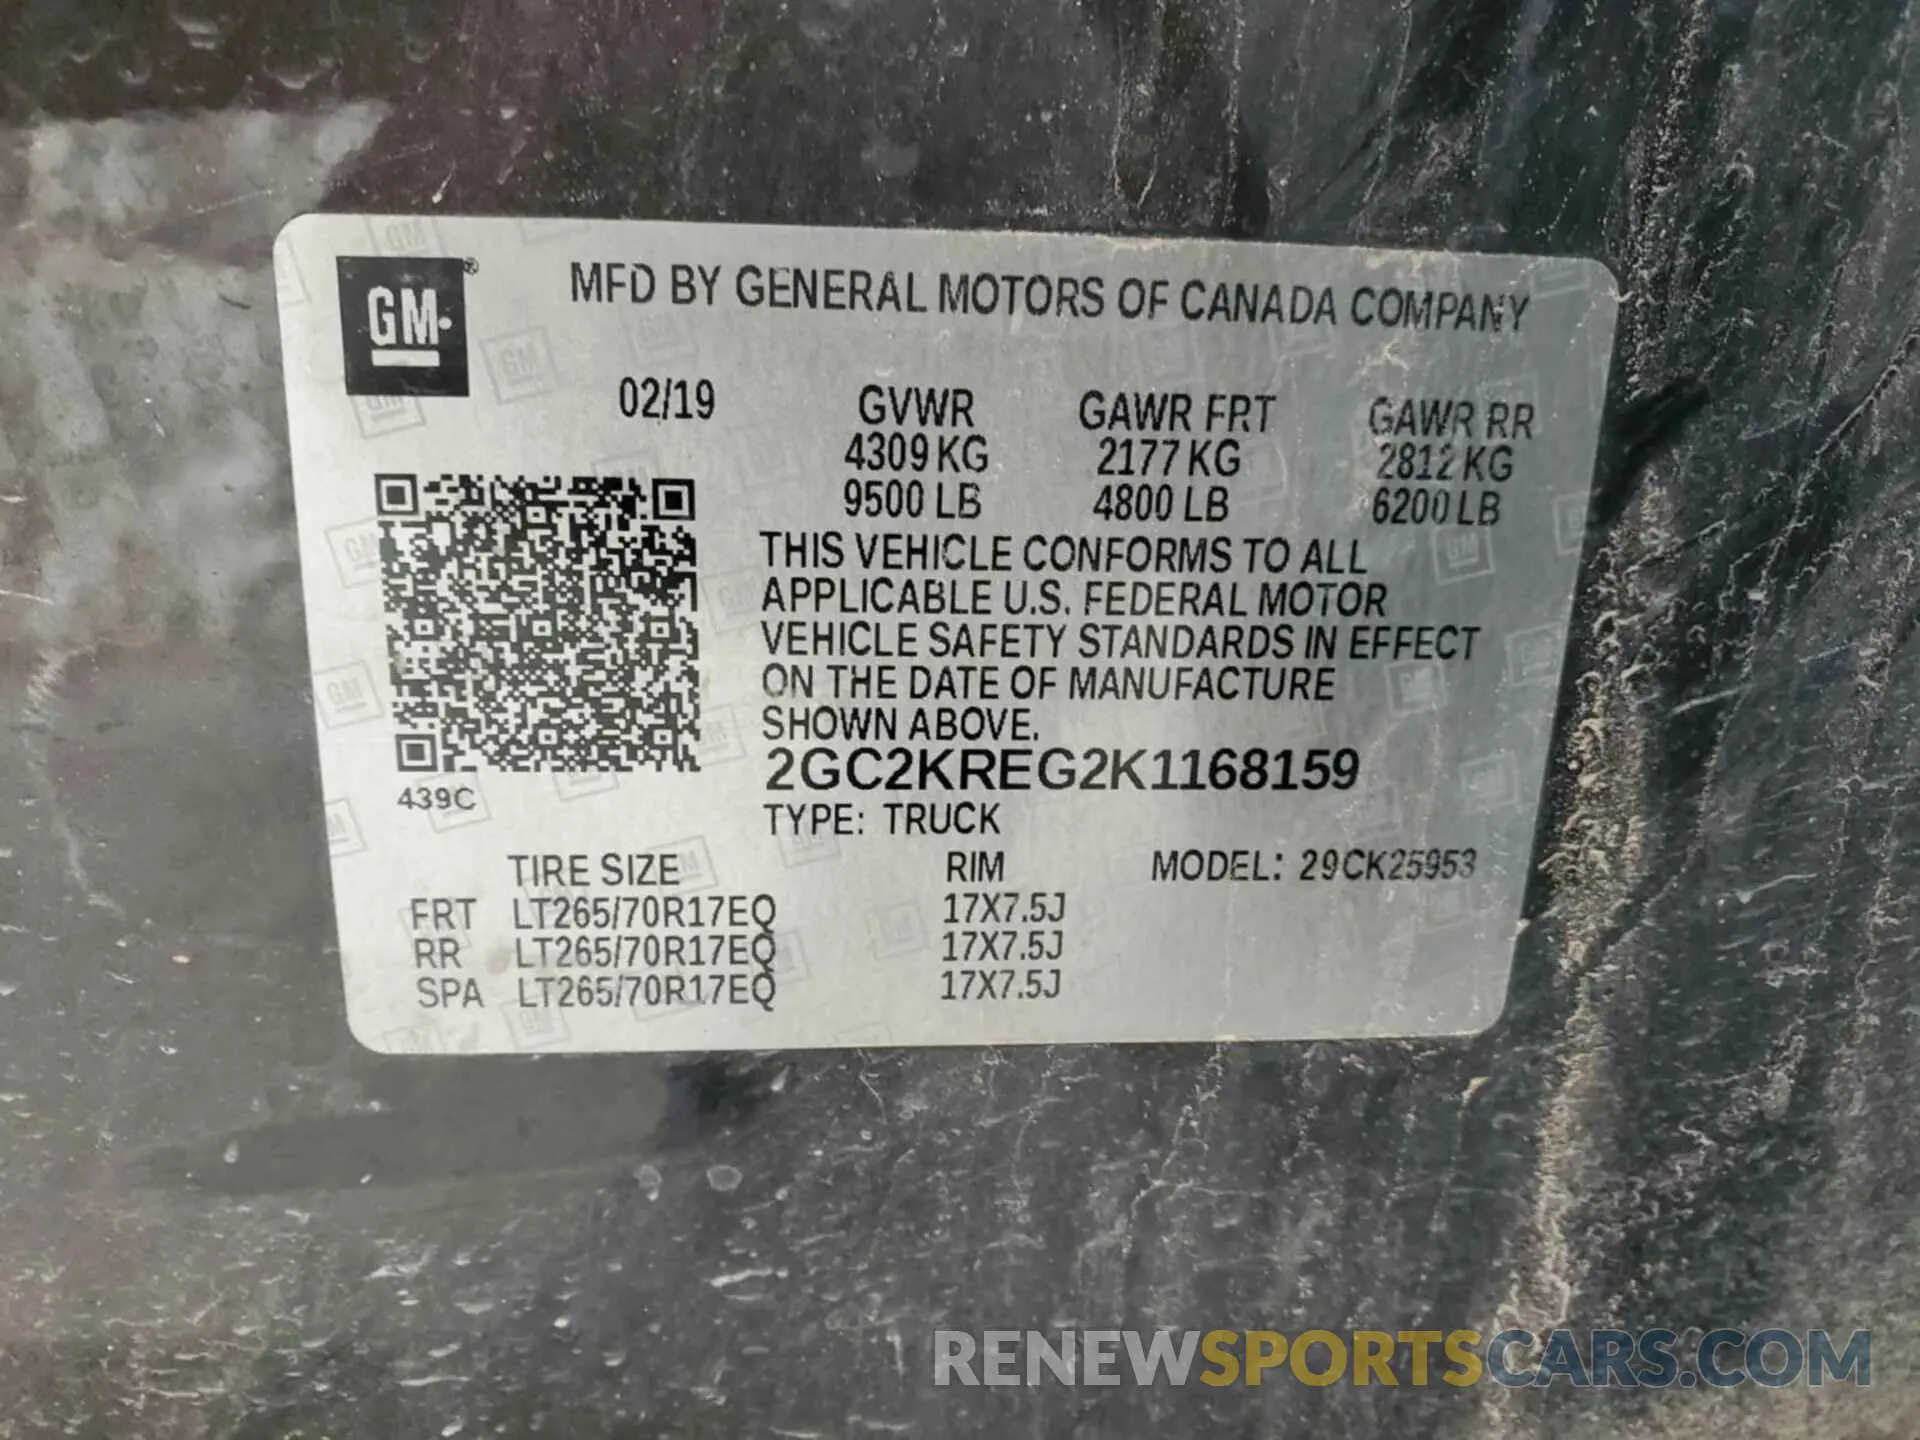 GM ®
MFD BY GENERAL MOTORS OF CANADA COMPANY
02/19 GVWR GAWR FRT GAWR RR
4309 KG 2177 KG 2812 KG
9500 LB 4800 LB 6200 LB
THIS VEHICLE CONFORMS TO ALL
APPLICABLE U.S. FEDERAL MOTOR
VEHICLE SAFETY STANDARDS IN EFFECT
ON THE DATE OF MANUFACTURE
SHOWN ABOVE.
2GC2KREG2K1168159
439C
TYPE: TRUCK
TIRE SIZE RIM MODEL: 29CK25953
FRT LT265/70R17EQ 17X7.5J
RR LT265/70R17EQ 17X7.5J
SPA LT265/70R17EQ 17X7.5J
RENEWSPORTSCARS.COM